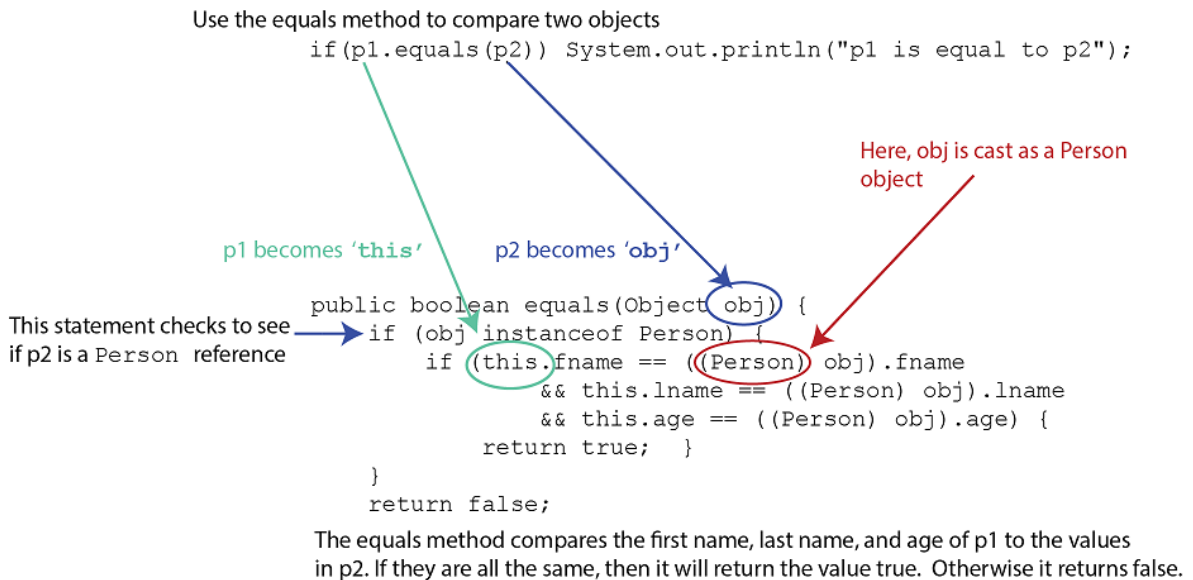 Use the equals method to compare two objects
if(p1.equals(p2)) System.out.println("p1 is equal to p2");
Here, obj is cast as a Person
object
p1 becomes ‘this’
p2 becomes ‘obj’
public boolean equals(Object obj) {
This statement checks to see
if p2 is a Person reference
if (obj instanceof Person) {
if (this.fname == ((Person) obj).fname
&& this.lname == ((Person) obj).lname
&& this.age == ((Person) obj).age) {
return true; }
}
return false;
The equals method compares the first name, last name, and age of p1 to the values
in p2. If they are all the same, then it will return the value true. Otherwise it returns false.